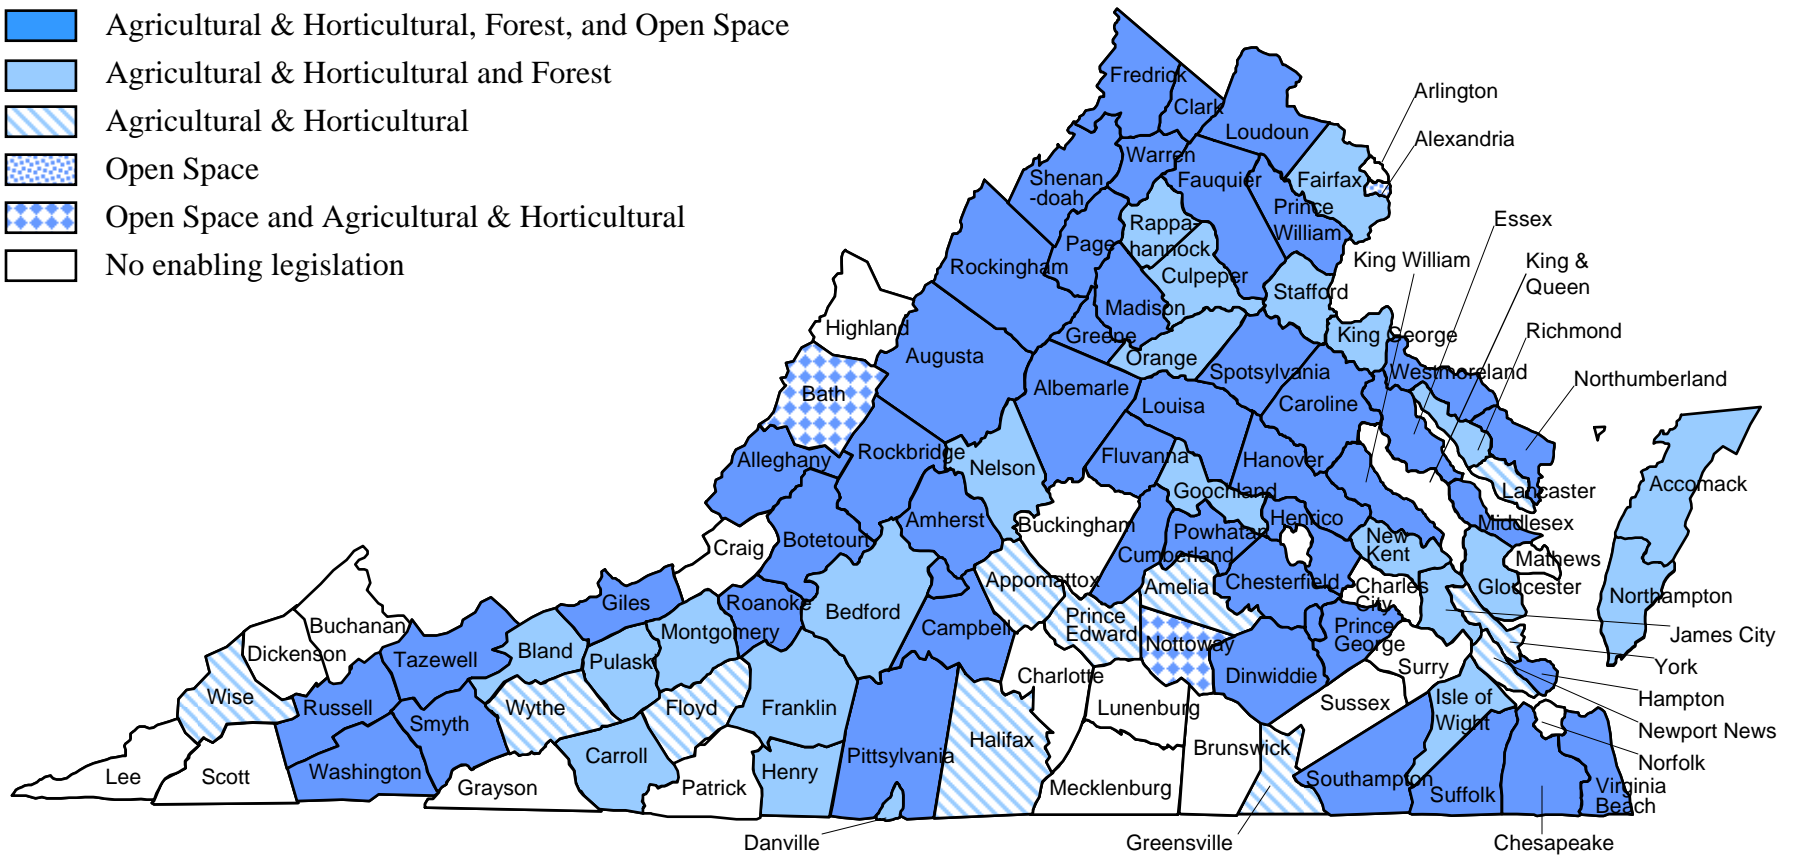 Agricultural & Horticultural, Forest, and Open Space
Agricultural & Horticultural and Forest
Agricultural & Horticultural
Open Space
Open Space and Agricultural & Horticultural
No enabling legislation
Fredrick
Clark
Loudoun
Arlington
Alexandria
Warren
Fauquier
Fairfax
Shenan
-doah
Prince
William
Rappa-
hannock
Page
Essex
King William
King &
Queen
Rockingham
Culpeper
Stafford
Madison
Highland
Greene
Orange
King George
Richmond
Augusta
Spotsylvania
Westmoreland
Northumberland
Bath
Albemarle
Louisa
Caroline
Alleghany
Rockbridge
Nelson
Fluvanna
Hanover
Goochland
Lancaster
Accomack
Amherst
Buckingham
Powhatan
Henrico
Middlesex
Craig
Botetourt
Cumberland
New
Kent
Mathews
Appomattox
Amelia
Chesterfield
Charles
City
Gloucester
Northampton
Giles
Roanoke
Bedford
Prince
Edward
Prince
George
James City
Buchanan
Montgomery
Campbell
Nottoway
York
Dickenson
Tazewell
Bland
Pulask
Charlotte
Dinwiddie
Surry
Hampton
Wise
Russell
Smyth
Wythe
Floyd
Franklin
Lunenburg
Sussex
Isle of
Wight
Newport News
Halifax
Brunswick
Norfolk
Lee
Scott
Washington
Grayson
Carroll
Patrick
Henry
Pittsylvania
Mecklenburg
Southampton
Suffolk
Virginia
Beach
Danville
Greensville
Chesapeake